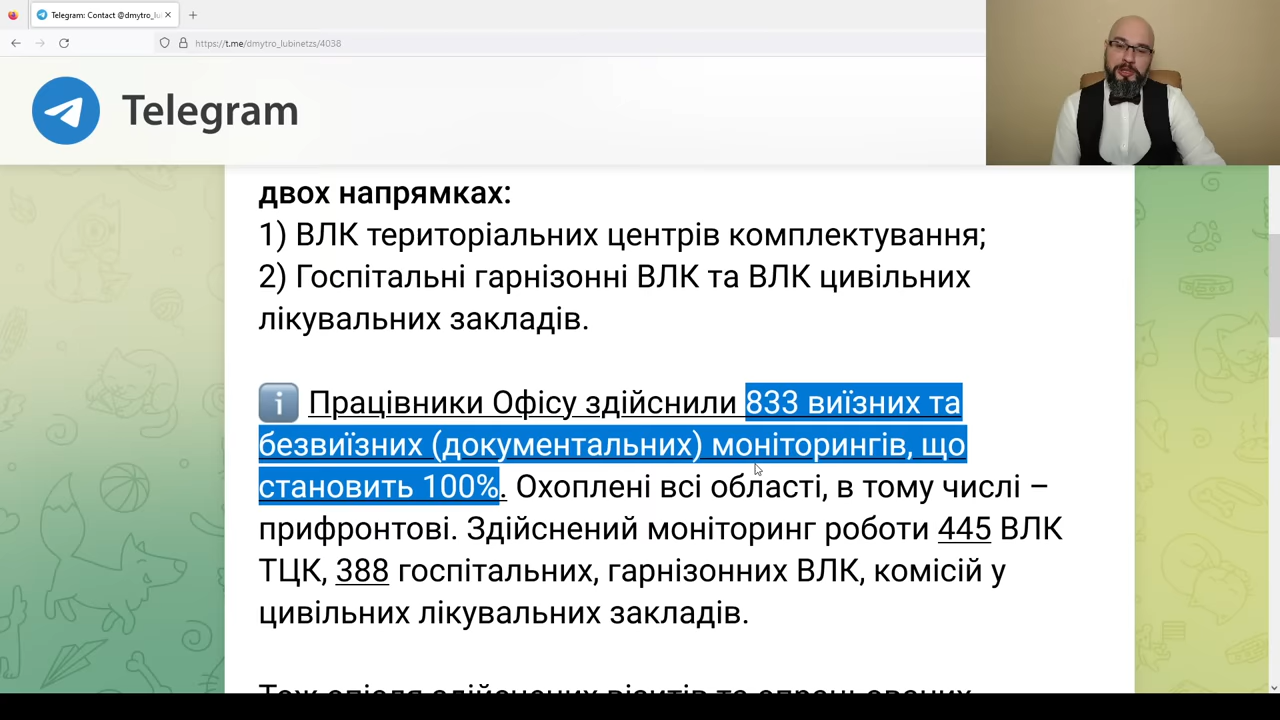 Telegram: Contact @dmytro_lu
https://t.me/dmytro_lubinetzs/4038
Telegram
двох напрямках:
1) ВЛК територіальних центрів комплектування;
2) Госпітальні гарнізонні ВЛК та ВЛК цивільних
лікувальних закладів.
Працівники Офісу здійснили 833 виїзних та
безвиїзних (документальних) моніторингів, що
становить 100%. Охоплені всі області, в тому числі –
прифронтові. Здійснений моніторинг роботи 445 ВЛК
ТЦК, 388 госпітальних, гарнізонних ВЛК, комісій у
цивільних лікувальних закладів.